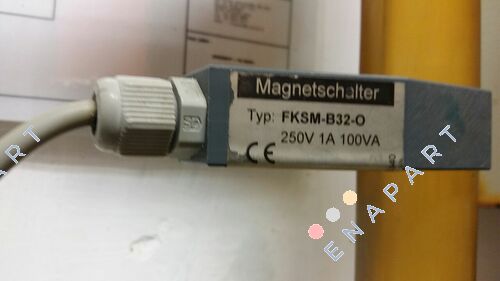 Magnetschalter
Typ: FKSM-B32-O
250V 1A 100VA
CE
ENAPART